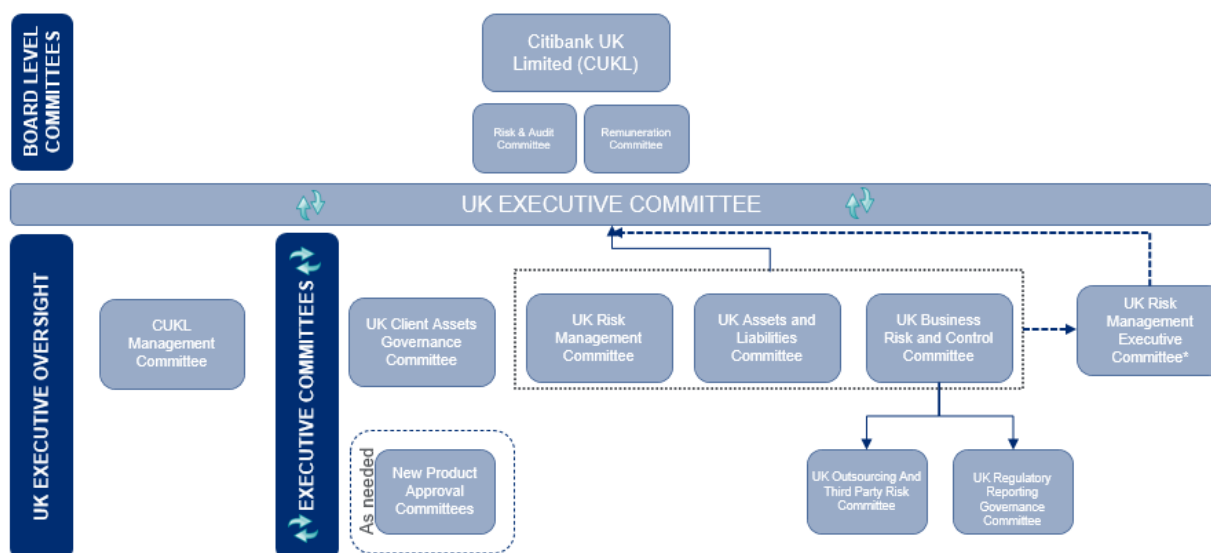 BOARD LEVEL
COMMITTEES
Citibank UK
Limited (CUKL)
Risk & Audit
Committee
Remuneration
Committee
UK EXECUTIVE COMMITTEE
UK EXECUTIVE OVERSIGHT
CUKL
Management
Committee
EXECUTIVE COMMITTEES
UK Client Assets
Governance
Committee
UK Risk
Management
Committee
UK Assets and
Liabilities
Committee
UK Business
Risk and Control
Committee
UK Risk
Management
Executive
Committee*
As needed
New Product
Approval
Committees
UK Outsourcing And
Third Party Risk
Committee
UK Regulatory
Reporting
Governance
Committee